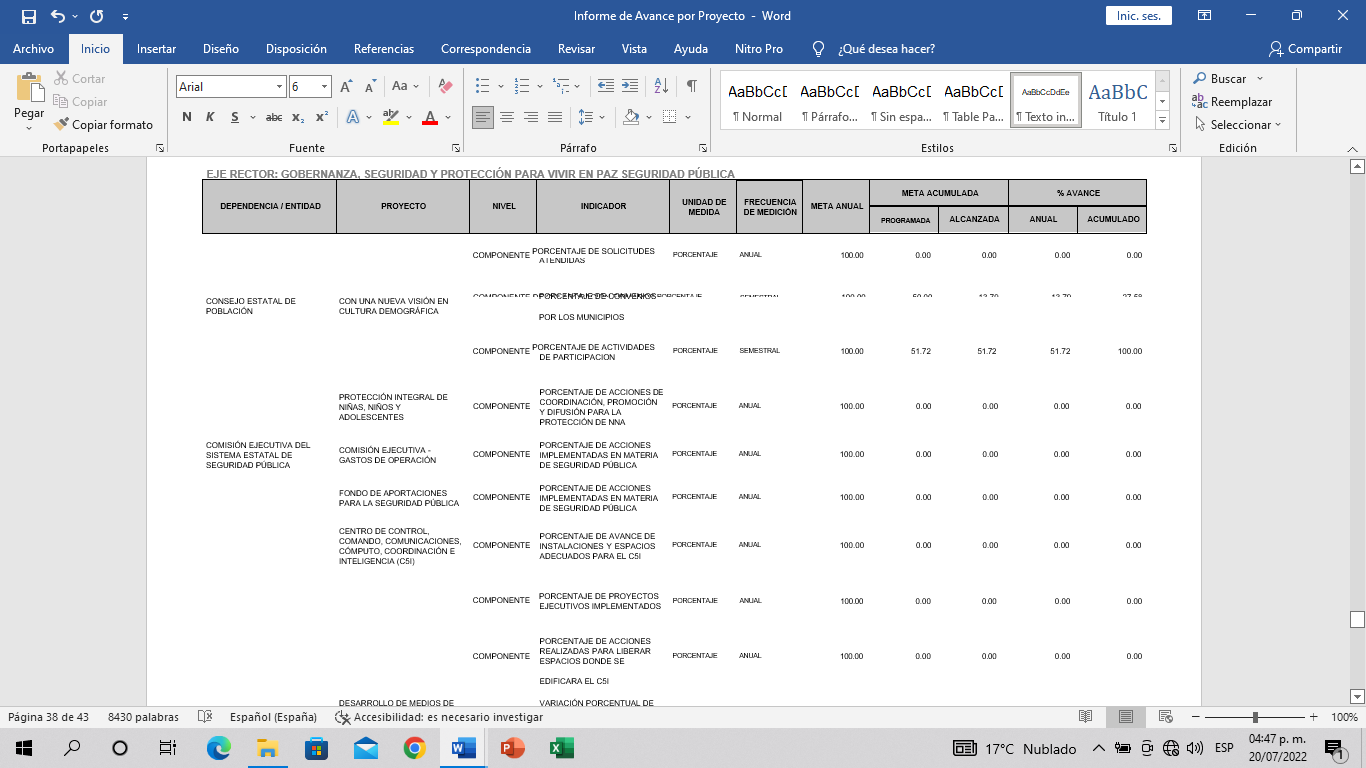 Informe de Avance por Proyecto - Word
Inic. ses.
Archivo Inicio Insertar Diseño Disposición Referencias Correspondencia Revisar Vista Ayuda Nitro Pro ¿Qué desea hacer? Compartir
Pegar
Cortar
Copiar
Copiar formato
Portapapeles
Arial 6
N K S abc x₂ x²
Fuente
Párrafo
AaBbCcD AaBbCcD AaBbCcD AaBbCcD AaBbCcDdEe AaBbC
¶ Normal ¶ Párrafo... ¶ Sin espa... ¶ Table Pa... ¶ Texto in... Título 1
Estilos
Buscar
Reemplazar
Seleccionar
Edición
EJE RECTOR: GOBERNANZA, SEGURIDAD Y PROTECCIÓN PARA VIVIR EN PAZ SEGURIDAD PÚBLICA
DEPENDENCIA / ENTIDAD PROYECTO NIVEL INDICADOR UNIDAD DE MEDIDA FRECUENCIA DE MEDICIÓN META ANUAL META ACUMULADA % AVANCE
PROGRAMADA ALCANZADA ANUAL ACUMULADO
COMPONENTE PORCENTAJE DE SOLICITUDES PORCENTAJE ANUAL 100.00 0.00 0.00 0.00 0.00
ATENDIDAS
CONSEJO ESTATAL DE
POBLACIÓN
CON UNA NUEVA VISIÓN EN
CULTURA DEMOGRÁFICA
PORCENTAJE DE CONVENIOS
POR LOS MUNICIPIOS
COMPONENTE PORCENTAJE DE ACTIVIDADES PORCENTAJE SEMESTRAL 100.00 51.72 51.72 51.72 100.00
DE PARTICIPACION
PROTECCIÓN INTEGRAL DE
NIÑAS, NIÑOS Y
ADOLESCENTES
COMPONENTE
PORCENTAJE DE ACCIONES DE
COORDINACIÓN, PROMOCIÓN
Y DIFUSIÓN PARA LA
PROTECCIÓN DE NNA
PORCENTAJE ANUAL 100.00 0.00 0.00 0.00 0.00
COMISIÓN EJECUTIVA DEL
SISTEMA ESTATAL DE
SEGURIDAD PÚBLICA
COMISIÓN EJECUTIVA -
GASTOS DE OPERACIÓN
COMPONENTE
PORCENTAJE DE ACCIONES
IMPLEMENTADAS EN MATERIA
DE SEGURIDAD PÚBLICA
PORCENTAJE ANUAL 100.00 0.00 0.00 0.00 0.00
FONDO DE APORTACIONES
PARA LA SEGURIDAD PÚBLICA
COMPONENTE
PORCENTAJE DE ACCIONES
IMPLEMENTADAS EN MATERIA
DE SEGURIDAD PÚBLICA
PORCENTAJE ANUAL 100.00 0.00 0.00 0.00 0.00
CENTRO DE CONTROL,
COMANDO, COMUNICACIONES,
CÓMPUTO, COORDINACIÓN E
INTELIGENCIA (C5I)
COMPONENTE
PORCENTAJE DE AVANCE DE
INSTALACIONES Y ESPACIOS
ADECUADOS PARA EL C5I
PORCENTAJE ANUAL 100.00 0.00 0.00 0.00 0.00
COMPONENTE
PORCENTAJE DE PROYECTOS
EJECUTIVOS IMPLEMENTADOS
PORCENTAJE ANUAL 100.00 0.00 0.00 0.00 0.00
COMPONENTE
PORCENTAJE DE ACCIONES
REALIZADAS PARA LIBERAR
ESPACIOS DONDE SE
EDIFICARA EL C5I
PORCENTAJE ANUAL 100.00 0.00 0.00 0.00 0.00
DESARROLLO DE MEDIOS DE VARIACIÓN PORCENTUAL DE
Página 38 de 43 8430 palabras Español (España) Accesibilidad: es necesario investigar 100%
17°C Nublado ESP 04:47 p. m.
20/07/2022
1